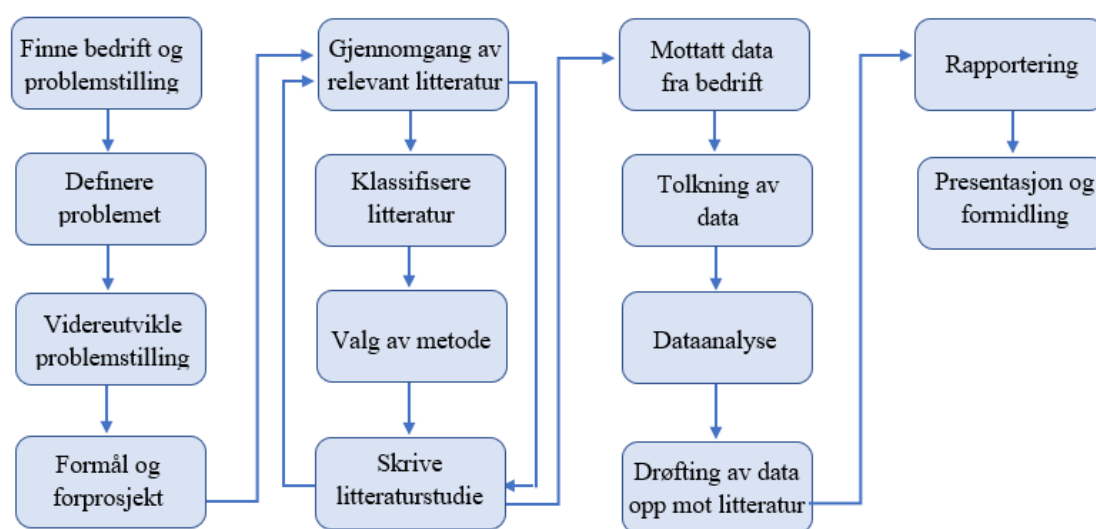 Finne bedrift og
problemstilling
Definere
problemet
Videreutvikle
problemstilling
Formål og
forprosjekt
Gjennomgang av
relevant litteratur
Klassifisere
litteratur
Valg av metode
Skrive
litteraturstudie
Mottatt data
fra bedrift
Tolkning av
data
Dataanalyse
Drøfting av data
opp mot litteratur
Rapportering
Presentasjon og
formidling